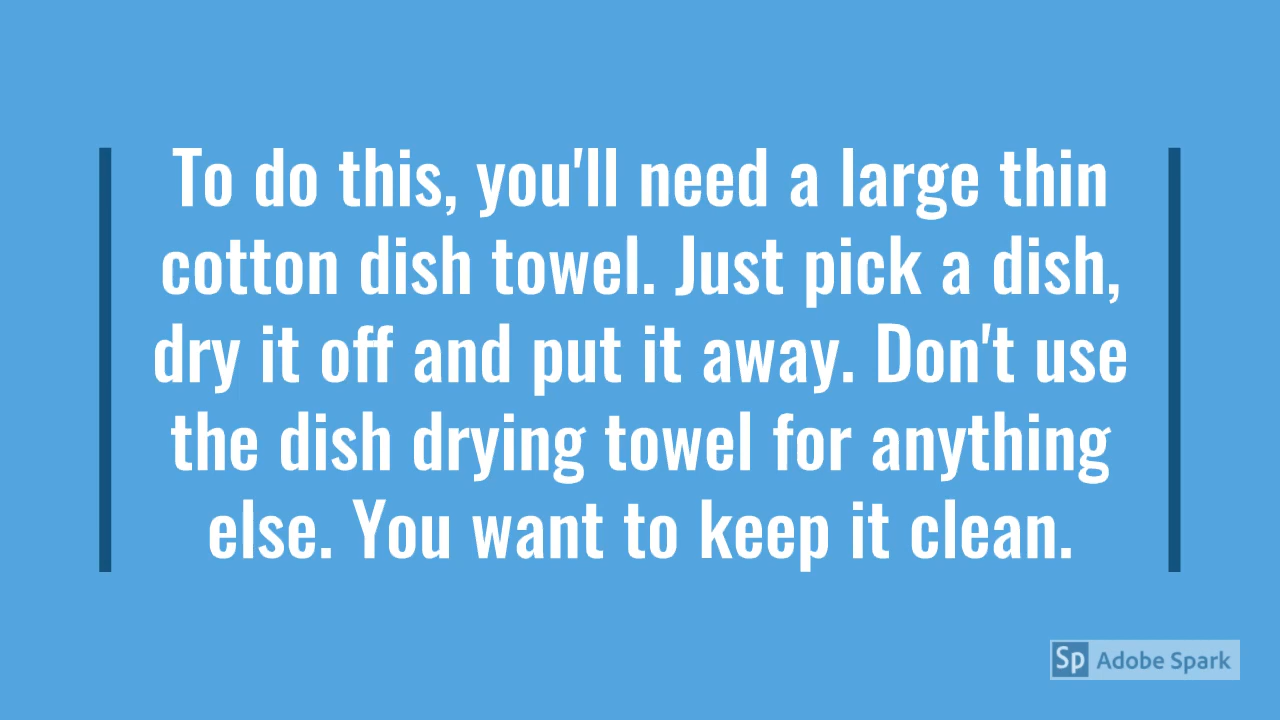 To do this, you'll need a large thin
cotton dish towel. Just pick a dish,
dry it off and put it away. Don't use
the dish drying towel for anything
else. You want to keep it clean.
Sp Adobe Spark